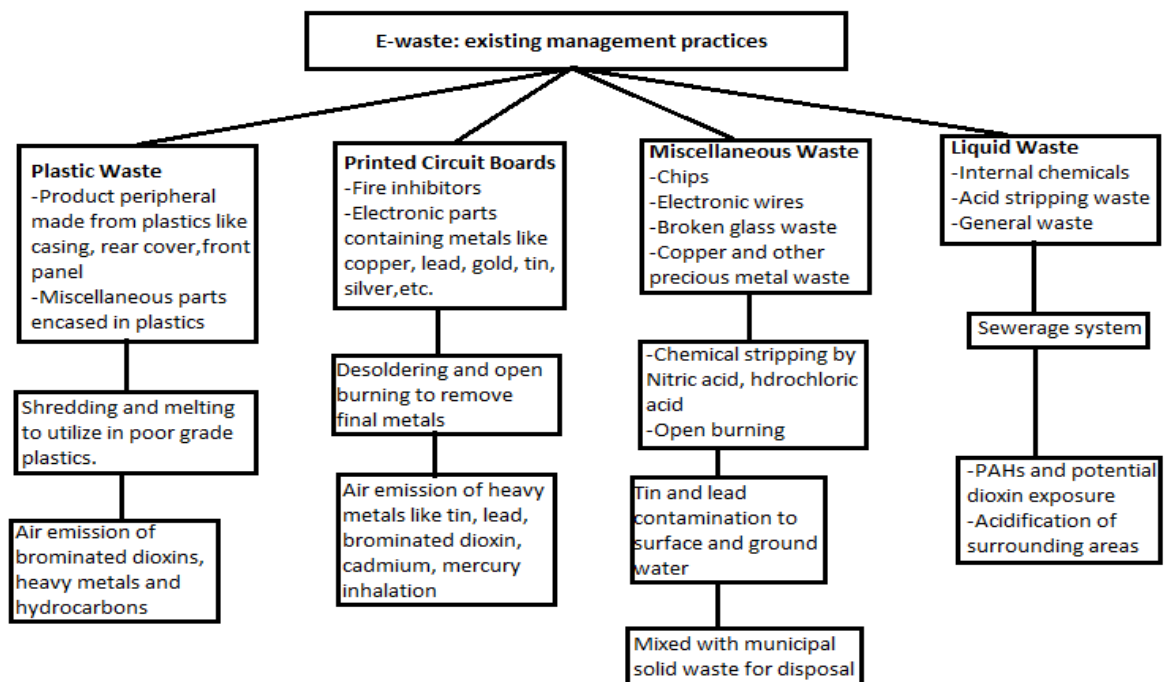 E-waste: existing management practices
Plastic Waste
-Product peripheral
made from plastics like
casing, rear cover,front
panel
-Miscellaneous parts
encased in plastics
Shredding and melting
to utilize in poor grade
plastics.
Air emission of
brominated dioxins,
heavy metals and
hydrocarbons
Printed Circuit Boards
-Fire inhibitors
-Electronic parts
containing metals like
copper, lead, gold, tin,
silver,etc.
Desoldering and open
burning to remove
final metals
Air emission of heavy
metals like tin, lead,
brominated dioxin,
cadmium, mercury
inhalation
Miscellaneous Waste
-Chips
-Electronic wires
-Broken glass waste
-Copper and other
precious metal waste
-Chemical stripping by
Nitric acid, hdrochloric
acid
-Open burning
Tin and lead
contamination to
surface and ground
water
Mixed with municipal
solid waste for disposal
Liquid Waste
-Internal chemicals
-Acid stripping waste
-General waste
Sewerage system
-PAHs and potential
dioxin exposure
-Acidification of
surrounding areas